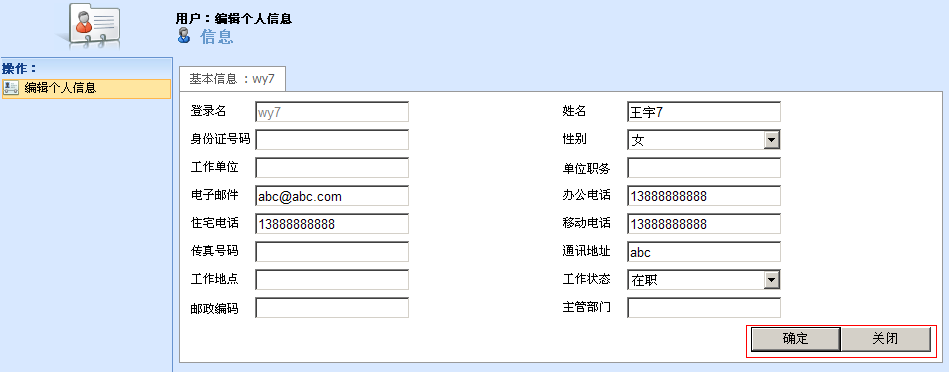 用户：编辑个人信息
信息
操作：
编辑个人信息
基本信息 ：wy7
登录名 wy7 姓名 王宇7
身份证号码 性别 女
工作单位 单位职务
电子邮件 abc@abc.com 办公电话 13888888888
住宅电话 13888888888 移动电话 13888888888
传真号码 通讯地址 abc
工作地点 工作状态 在职
邮政编码 主管部门
确定 关闭